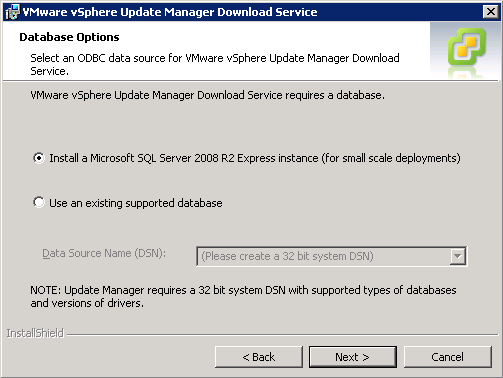 VMware vSphere Update Manager Download Service
Database Options
Select an ODBC data source for VMware vSphere Update Manager Download
Service.
VMware vSphere Update Manager Download Service requires a database.
Install a Microsoft SQL Server 2008 R2 Express instance (for small scale deployments)
Use an existing supported database
Data Source Name (DSN):
(Please create a 32 bit system DSN)
NOTE: Update Manager requires a 32 bit system DSN with supported types of databases
and versions of drivers.
InstallShield
< Back
Next >
Cancel